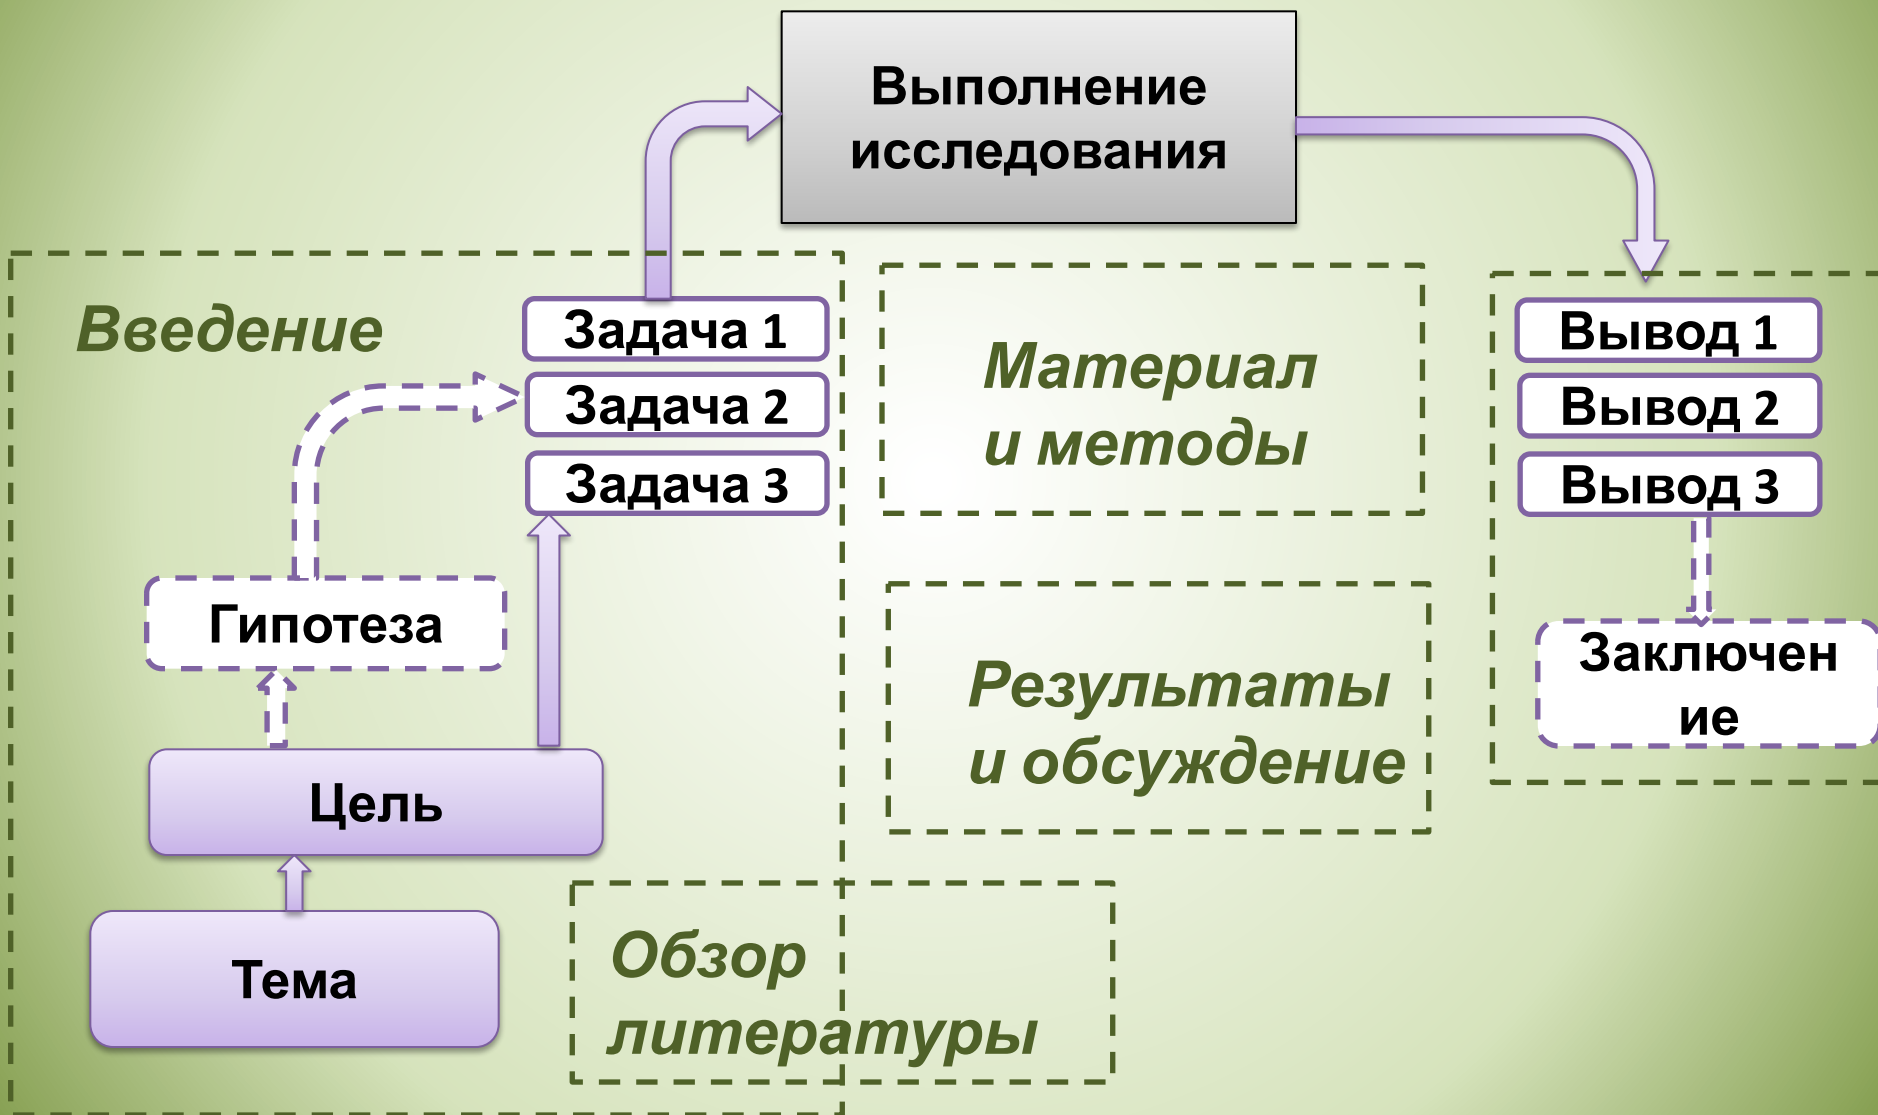 Выполнение
исследования
Введение
Задача 1
Задача 2
Задача 3
Гипотеза
Цель
Тема
Обзор
литературы
Материал
и методы
Результаты
и обсуждение
Вывод 1
Вывод 2
Вывод 3
Заключен
ие